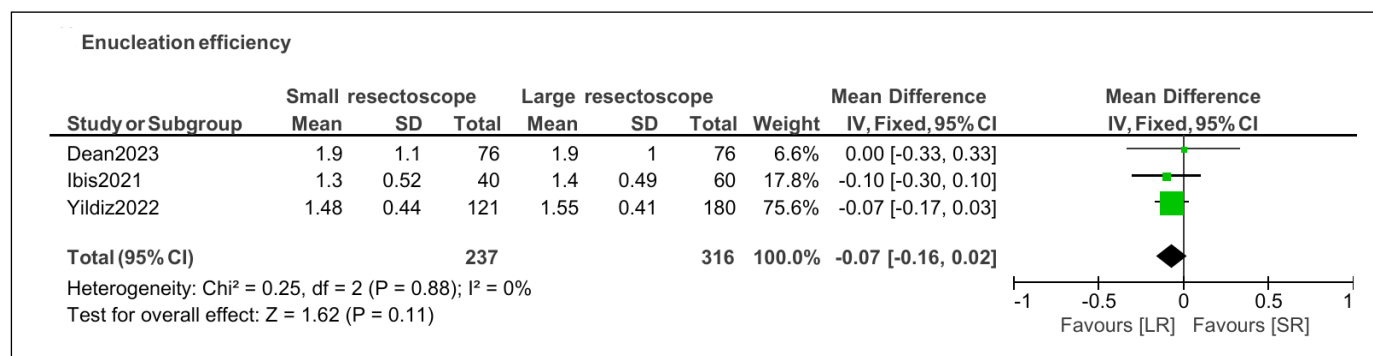 Enucleation efficiency
Small resectoscope Large resectoscope Mean Difference Mean Difference
Study or Subgroup Mean SD Total Mean SD Total Weight IV, Fixed, 95% CI IV, Fixed, 95% CI
Dean2023 1.9 1.1 76 1.9 1 76 6.6% 0.00 [-0.33, 0.33]
Ibis2021 1.3 0.52 40 1.4 0.49 60 17.8% -0.10 [-0.30, 0.10]
Yildiz2022 1.48 0.44 121 1.55 0.41 180 75.6% -0.07 [-0.17, 0.03]
Total (95% CI) 237 316 100.0% -0.07 [-0.16, 0.02]
Heterogeneity: Chi² = 0.25, df = 2 (P = 0.88); I² = 0%
Test for overall effect: Z = 1.62 (P = 0.11)
-1 -0.5 0 0.5 1
Favours [LR] Favours [SR]